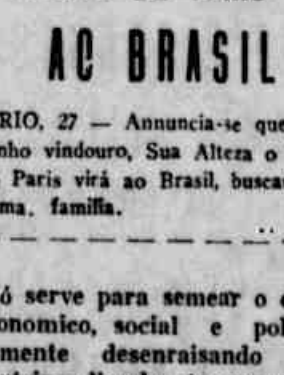 AO BRASIL
RIO, 27 — Annuncia-se que
nho vindouro, Sua Alteza o
Paris virá ao Brasil, busca
ma. familia.
ó serve para semear o
onomico, social e pol
mente desenraisando